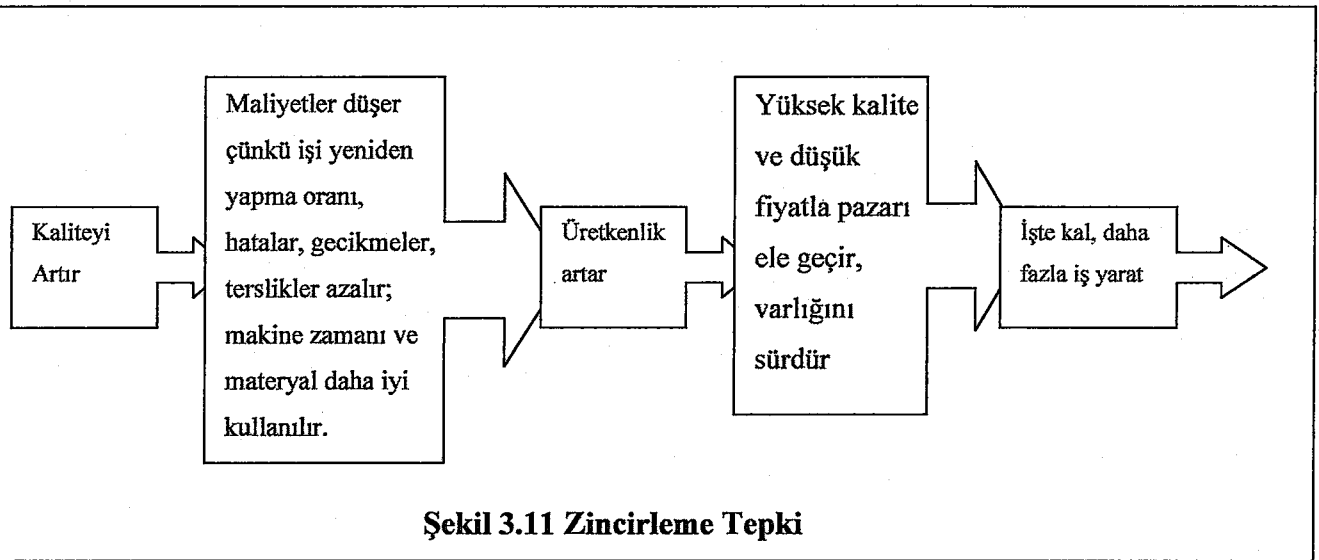 Kaliteyi
Artır
Maliyetler düşer
çünkü işi yeniden
yapma oranı,
hatalar, gecikmeler,
terslikler azalır;
makine zamanı ve
materyal daha iyi
kullanılır.
Üretkenlik
artar
Yüksek kalite
ve düşük
fiyatla pazarı
ele geçir,
varlığını
sürdür
İşte kal, daha
fazla iş yarat
Şekil 3.11 Zincirleme Tepki